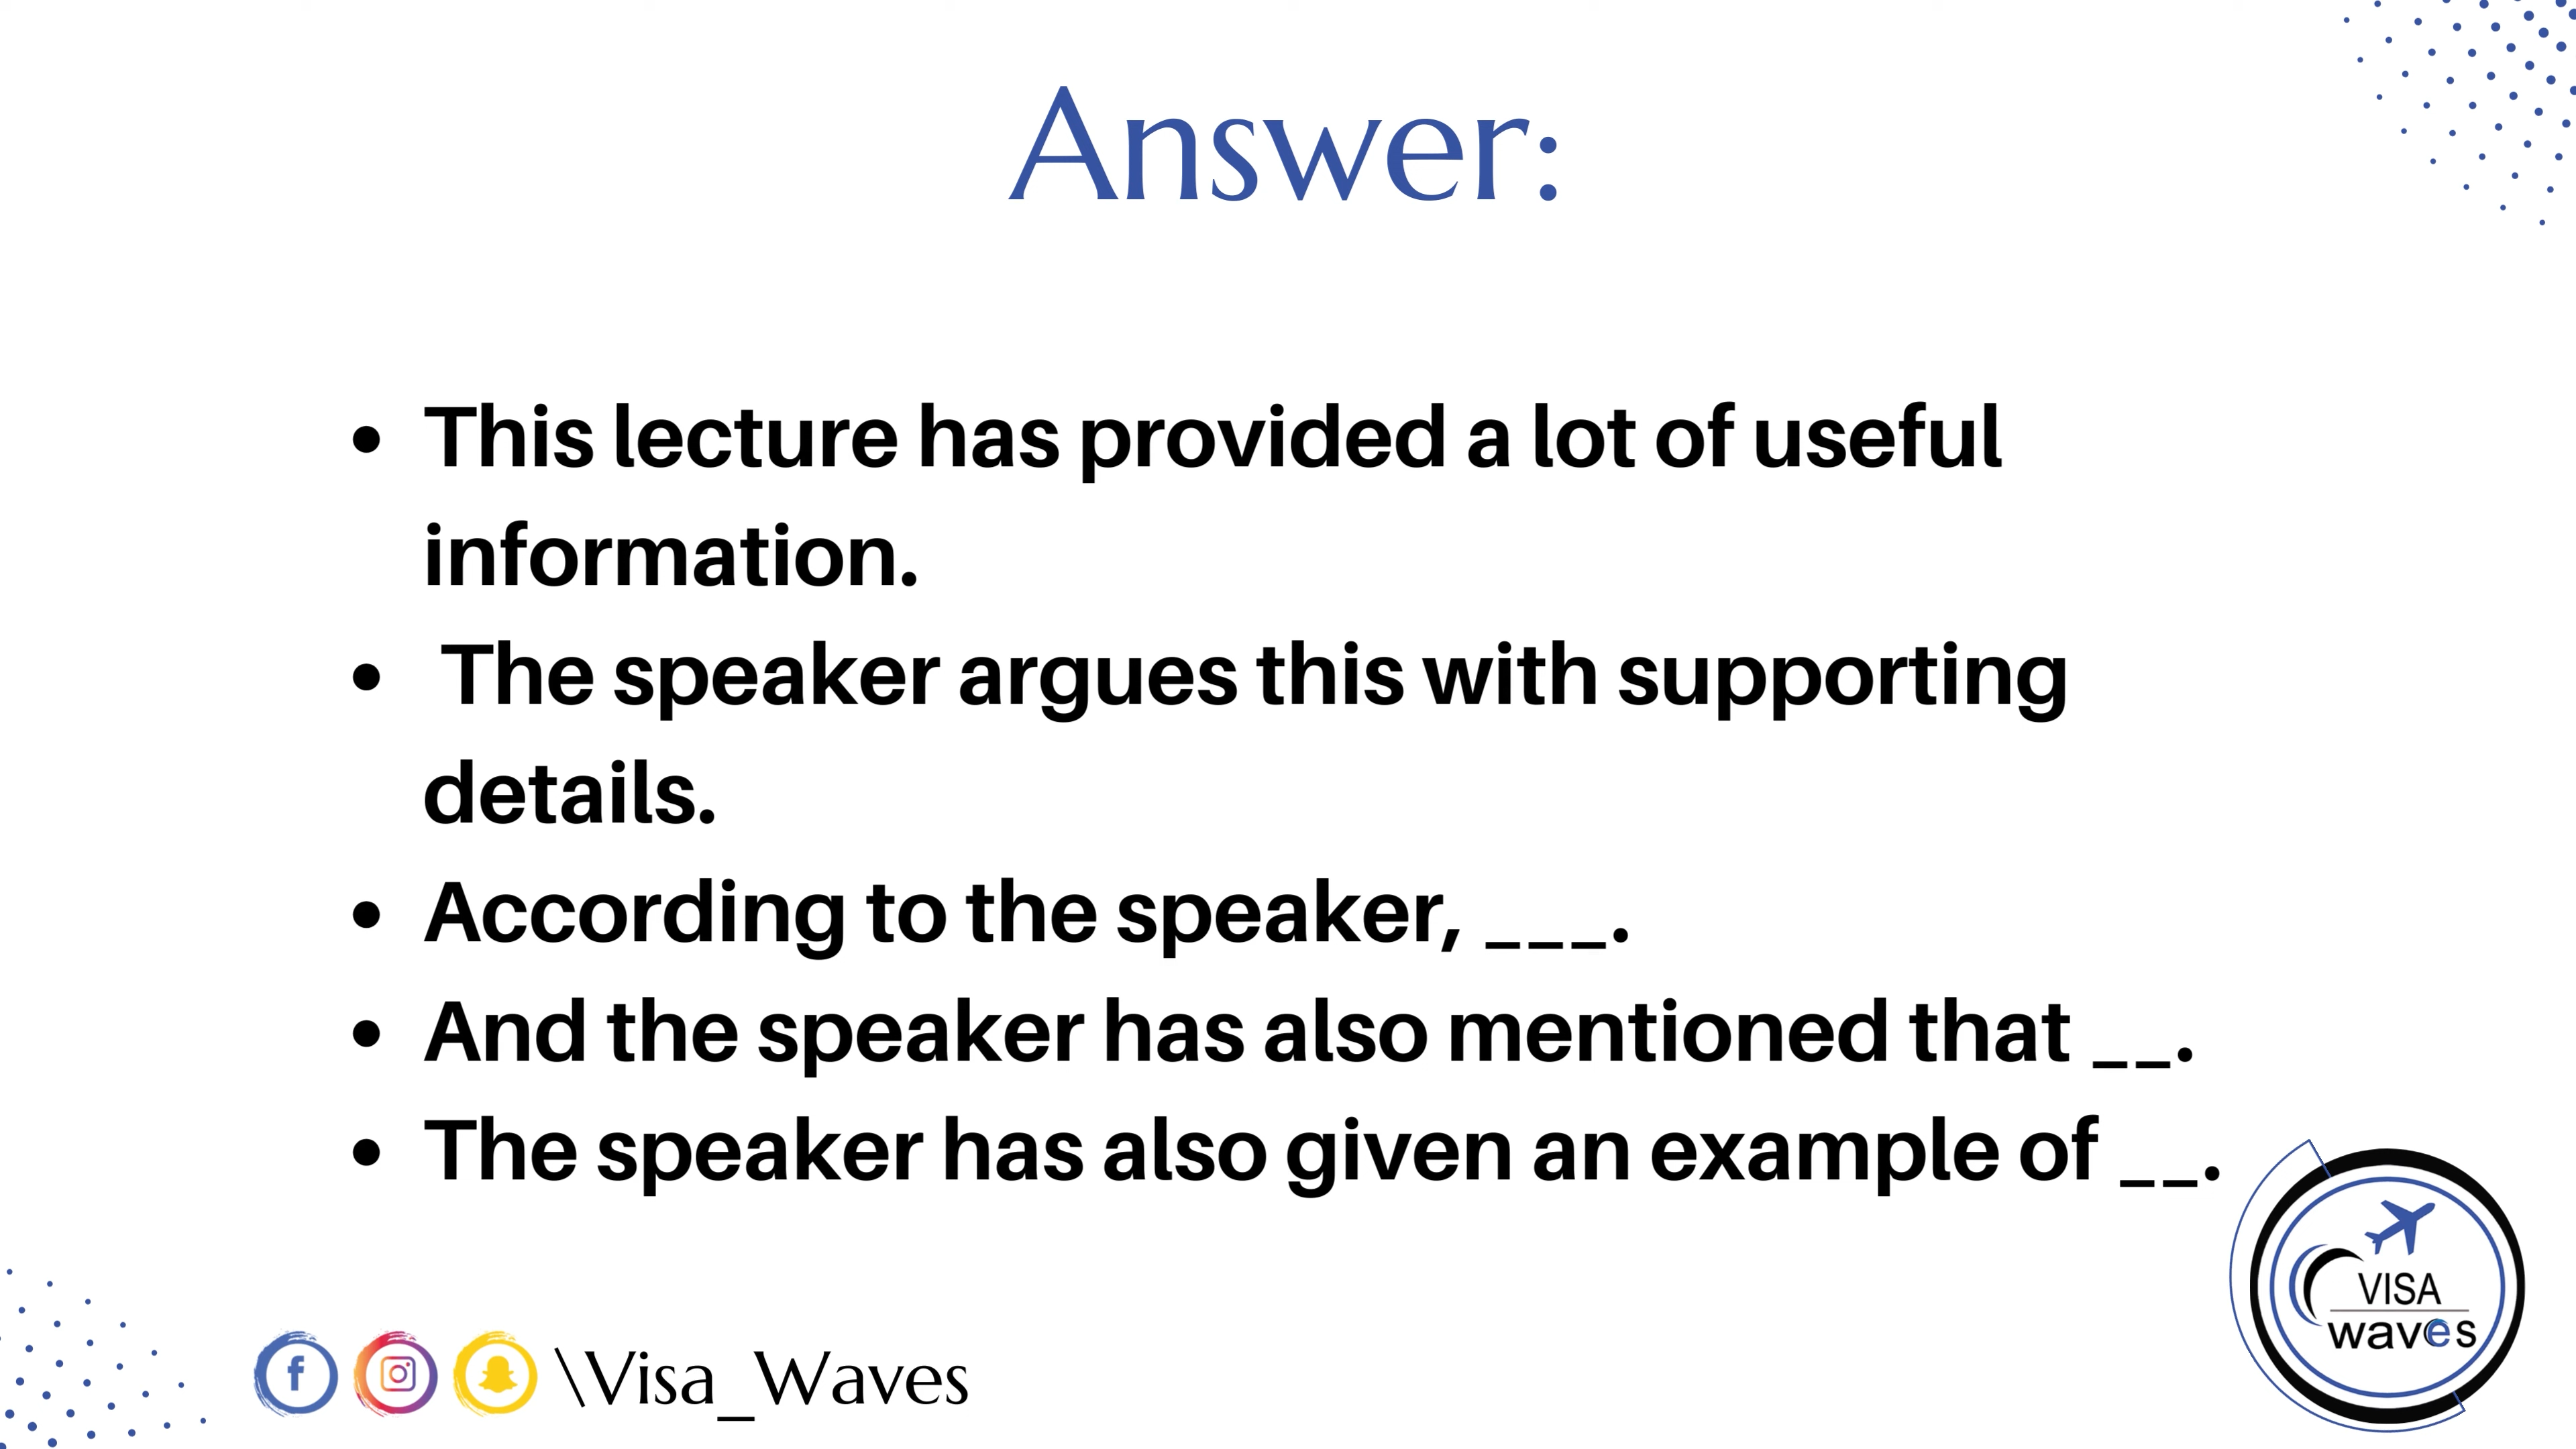 Answer:
• This lecture has provided a lot of useful
information.
• The speaker argues this with supporting
details.
• According to the speaker, ___.
• And the speaker has also mentioned that __.
• The speaker has also given an example of __.
VISA
waves
\Visa_Waves